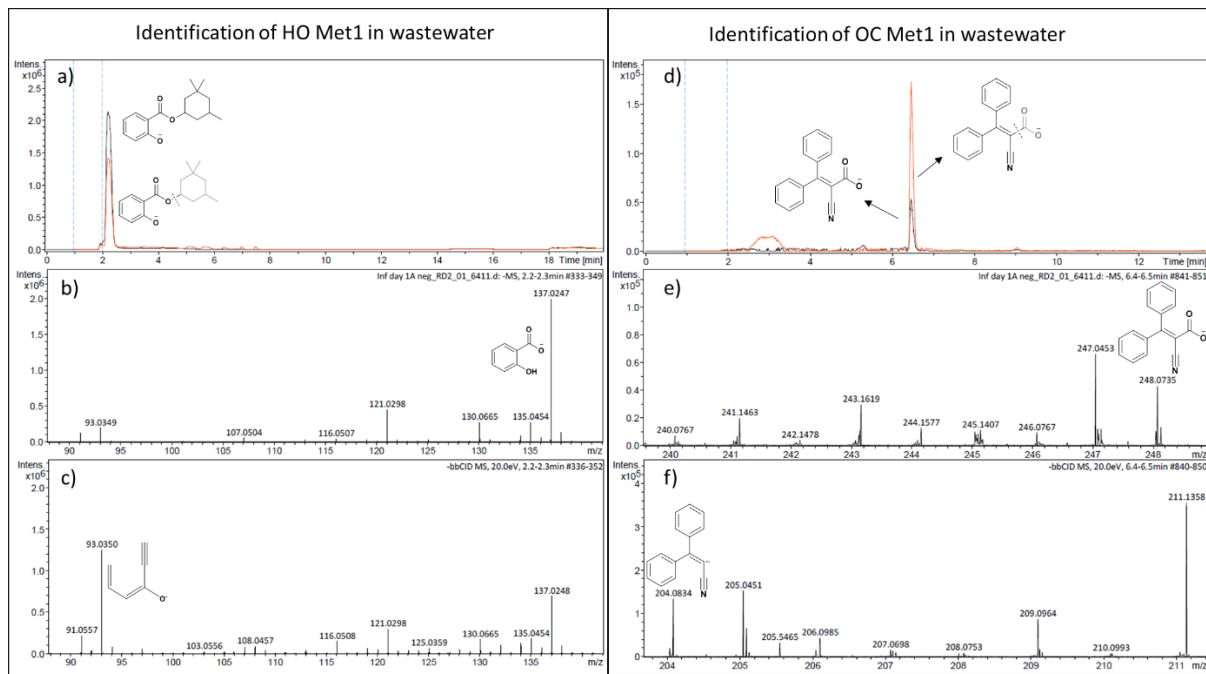 Identification of HO Met1 in wastewater
Intens.
x10⁶
a)
2.5
2.0
1.5
1.0
0.5
0.0
0 2 4 6 8 10 12 14 16 18 Time [min]
O
O
O⁻
O
O
O⁻
Intens.
x10⁶
b)
Inf day 1A neg_RD2_01_6411.d: -MS, 2.2-2.3min #333-349
2.0
1.5
1.0
0.5
0.0
137.0247
O
O⁻
OH
93.0349
107.0504
116.0507
121.0298
130.0665
135.0454
90 95 100 105 110 115 120 125 130 135 m/z
Intens.
x10⁶
c)
-bbCID MS, 20.0eV, 2.2-2.3min #336-352
2.0
1.5
1.0
0.5
0.0
93.0350
O⁻
91.0557
103.0556
108.0457
116.0508
121.0298
125.0359
130.0665
135.0454
137.0248
90 95 100 105 110 115 120 125 130 135 m/z
Identification of OC Met1 in wastewater
Intens.
x10⁵
d)
1.5
1.0
0.5
0.0
0 2 4 6 8 10 12 Time [min]
O
O⁻
N
O
O⁻
N
Intens.
x10⁵
e)
Inf day 1A neg_RD2_01_6411.d: -MS, 6.4-6.5min #841-851
1.0
0.8
0.6
0.4
0.2
0.0
O
O⁻
N
240.0767
241.1463
242.1478
243.1619
244.1577
245.1407
246.0767
247.0453
248.0735
240 241 242 243 244 245 246 247 248 m/z
Intens.
x10⁴
f)
-bbCID MS, 20.0eV, 6.4-6.5min #840-850
4
3
2
1
0
N
204.0834
205.0451
205.5465
206.0985
207.0698
208.0753
209.0964
210.0993
211.1358
204 205 206 207 208 209 210 211 m/z